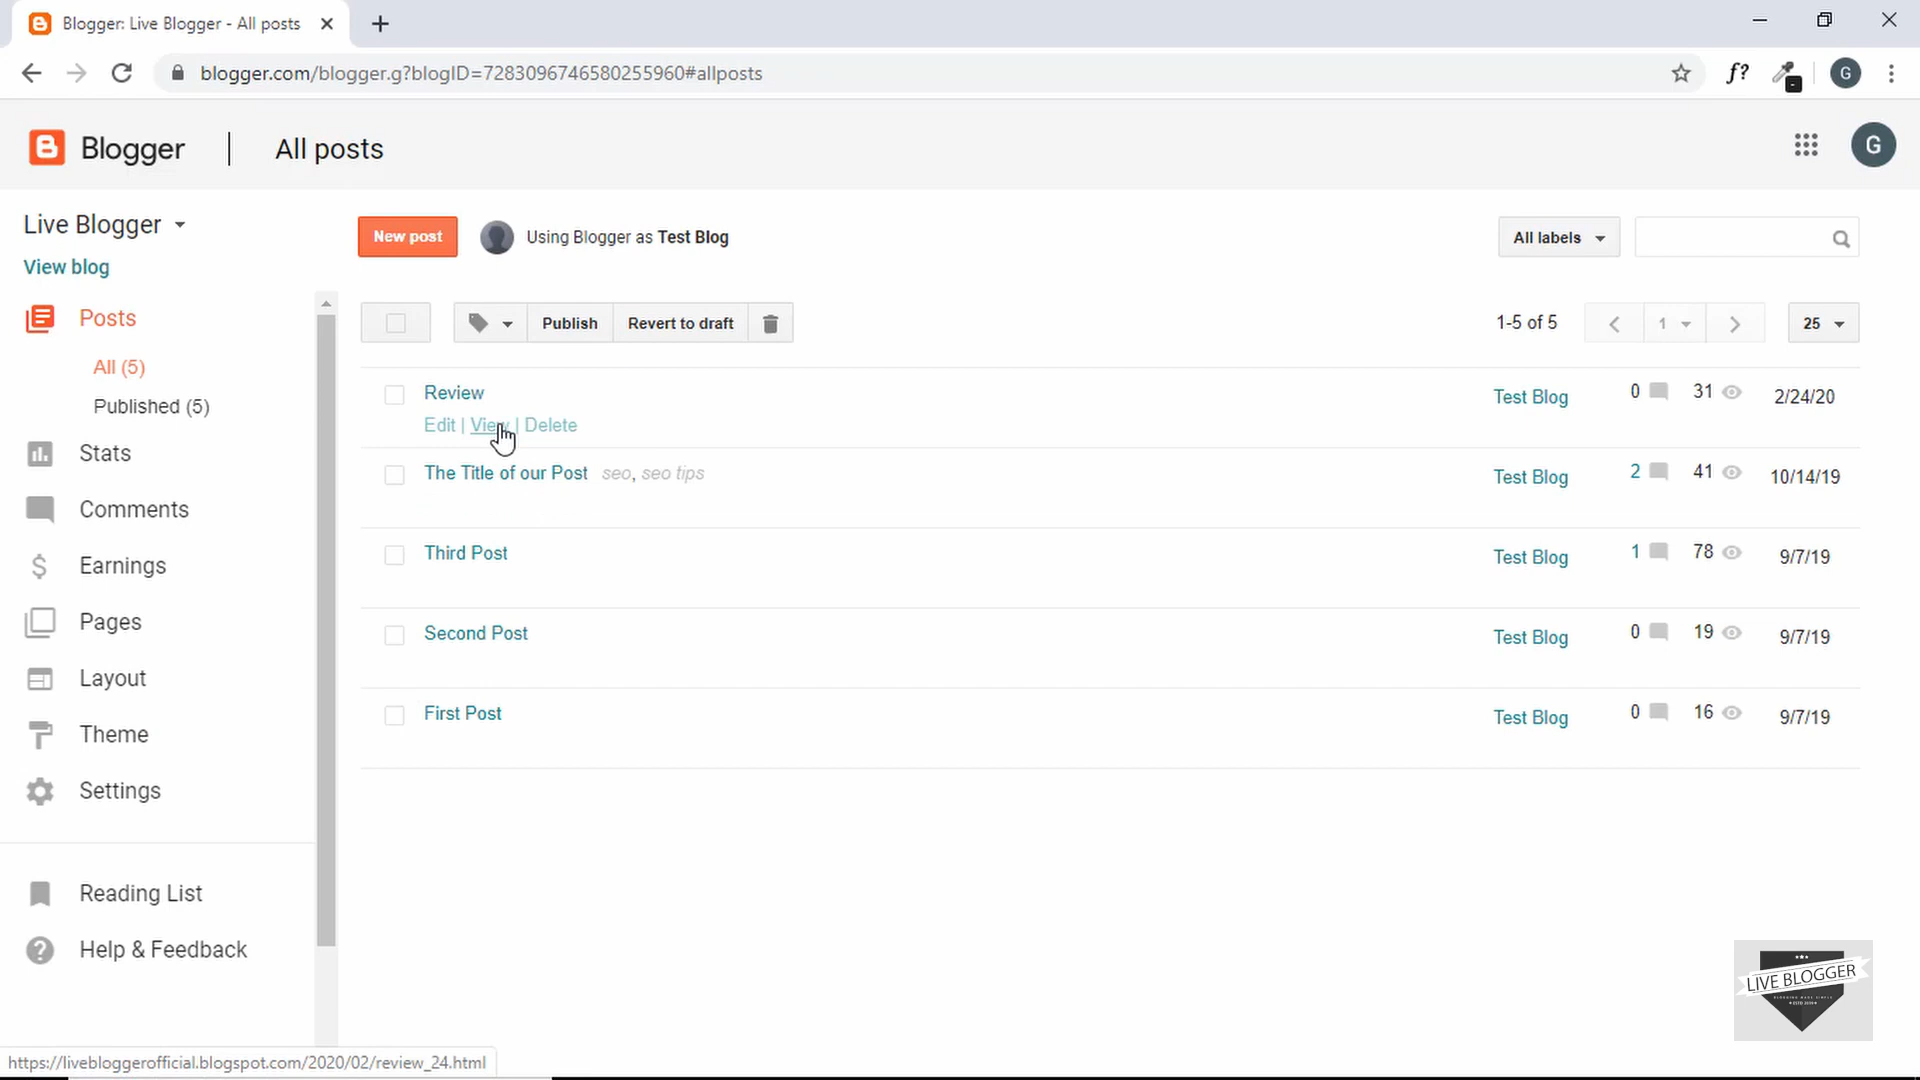 Blogger: Live Blogger - All posts
blogger.com/blogger.g?blogID=7283096746580255960#allposts
f?
G
Blogger | All posts
G
Live Blogger
View blog
New post
Using Blogger as Test Blog
All labels
Posts
All (5)
Published (5)
Stats
Comments
Earnings
Pages
Layout
Theme
Settings
Reading List
Help & Feedback
Publish
Revert to draft
1-5 of 5
1
25
Review
Edit | View | Delete
Test Blog 0 31 2/24/20
The Title of our Post seo, seo tips
Test Blog 2 41 10/14/19
Third Post
Test Blog 1 78 9/7/19
Second Post
Test Blog 0 19 9/7/19
First Post
Test Blog 0 16 9/7/19
LIVE BLOGGER
https://livebloggerofficial.blogspot.com/2020/02/review_24.html